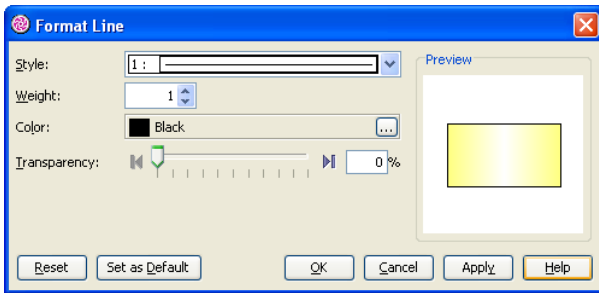 Format Line
Style: 1 :
Preview
Weight: 1
Color: Black ...
Transparency: 0 %
Reset Set as Default OK Cancel Apply Help